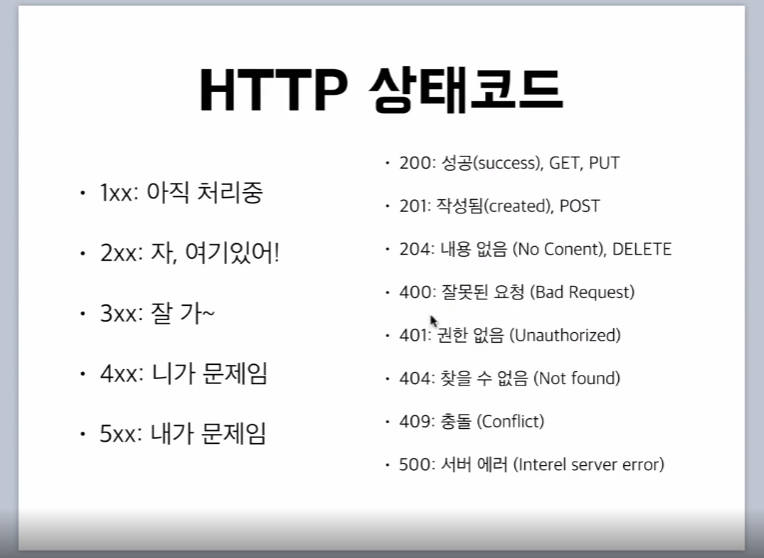 HTTP 상태코드
• 1xx: 아직 처리중
• 2xx: 자, 여기있어!
• 3xx: 잘 가~
• 4xx: 니가 문제임
• 5xx: 내가 문제임
• 200: 성공(success), GET, PUT
• 201: 작성됨(created), POST
• 204: 내용 없음 (No Conent), DELETE
• 400: 잘못된 요청 (Bad Request)
• 401: 권한 없음 (Unauthorized)
• 404: 찾을 수 없음 (Not found)
• 409: 충돌 (Conflict)
• 500: 서버 에러 (Interel server error)